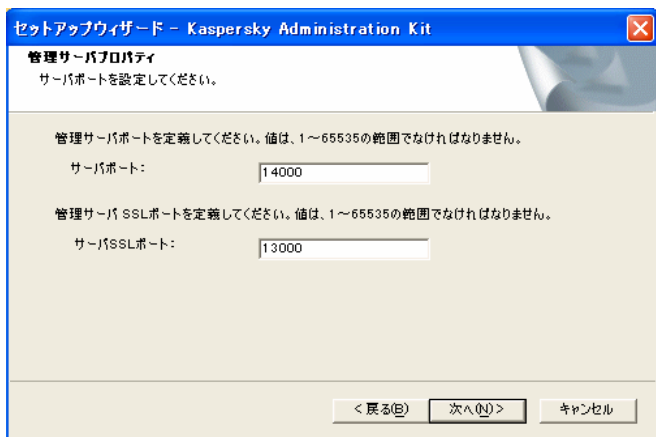 セットアップウィザード - Kaspersky Administration Kit
管理サーバプロパティ
サーバポートを設定してください。
管理サーバポートを定義してください。値は、1～65535の範囲でなければなりません。
サーバポート:
14000
管理サーバ SSLポートを定義してください。値は、1～65535の範囲でなければなりません。
サーバSSLポート:
13000
< 戻る(B)
次へ(N) >
キャンセル